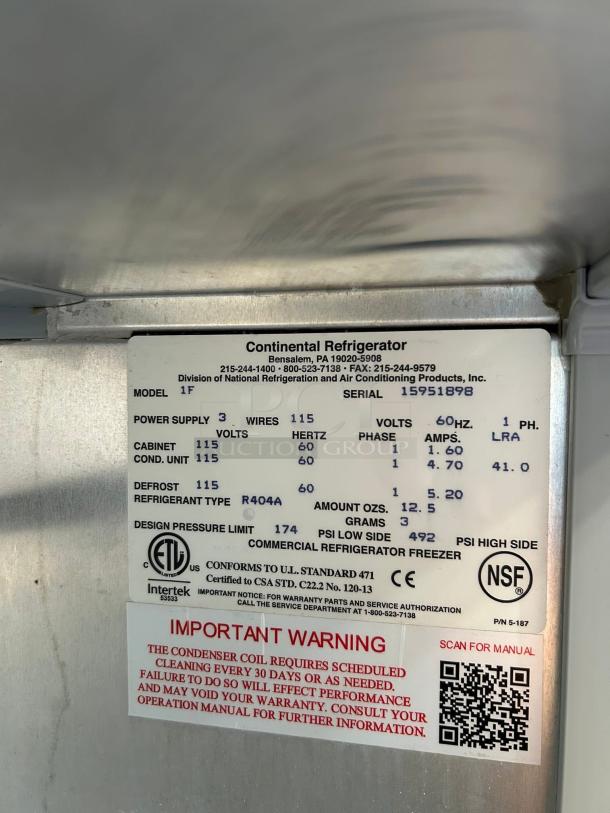 Continental Refrigerator
Bensalem, PA 19020-5908
215-244-1400 • 800-523-7138 • FAX: 215-244-9579
Division of National Refrigeration and Air Conditioning Products, Inc.
MODEL 1F SERIAL 15951898
POWER SUPPLY 3 WIRES 115 VOLTS 60 HZ. 1 PH.
VOLTS HERTZ PHASE AMPS. LRA
CABINET 115 60 1 1.60
COND. UNIT 115 60 1 4.70 41.0
DEFROST 115 60 1 5.20
REFRIGERANT TYPE R404A AMOUNT OZS. 12.5
GRAMS 3
DESIGN PRESSURE LIMIT 174 PSI LOW SIDE 492 PSI HIGH SIDE
COMMERCIAL REFRIGERATOR FREEZER
C ETL US
LISTED
Intertek
53533
CONFORMS TO U.L. STANDARD 471
Certified to CSA STD. C22.2 No. 120-13
CE
NSF®
IMPORTANT NOTICE: FOR WARRANTY PARTS AND SERVICE AUTHORIZATION
CALL THE SERVICE DEPARTMENT AT 1-800-523-7138
P/N 5-187
IMPORTANT WARNING
THE CONDENSER COIL REQUIRES SCHEDULED
CLEANING EVERY 30 DAYS OR AS NEEDED.
FAILURE TO DO SO WILL EFFECT PERFORMANCE
AND MAY VOID YOUR WARRANTY. CONSULT YOUR
OPERATION MANUAL FOR FURTHER INFORMATION.
SCAN FOR MANUAL
AUCTION GROUP